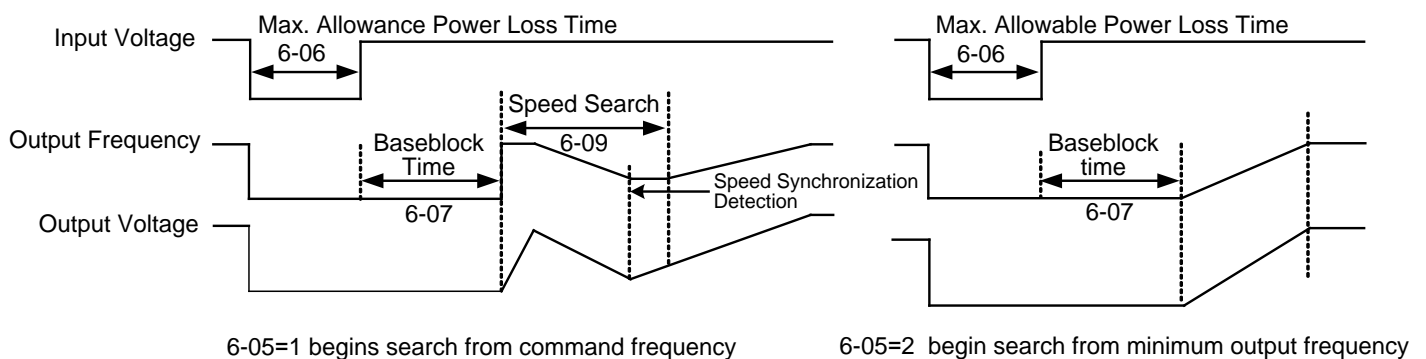 Max. Allowance Power Loss Time
Input Voltage
6-06
Speed Search
Output Frequency
Baseblock
Time
6-09
Speed Synchronization
Detection
6-07
Output Voltage
6-05=1 begins search from command frequency
Max. Allowable Power Loss Time
6-06
Baseblock
time
6-07
6-05=2 begin search from minimum output frequency